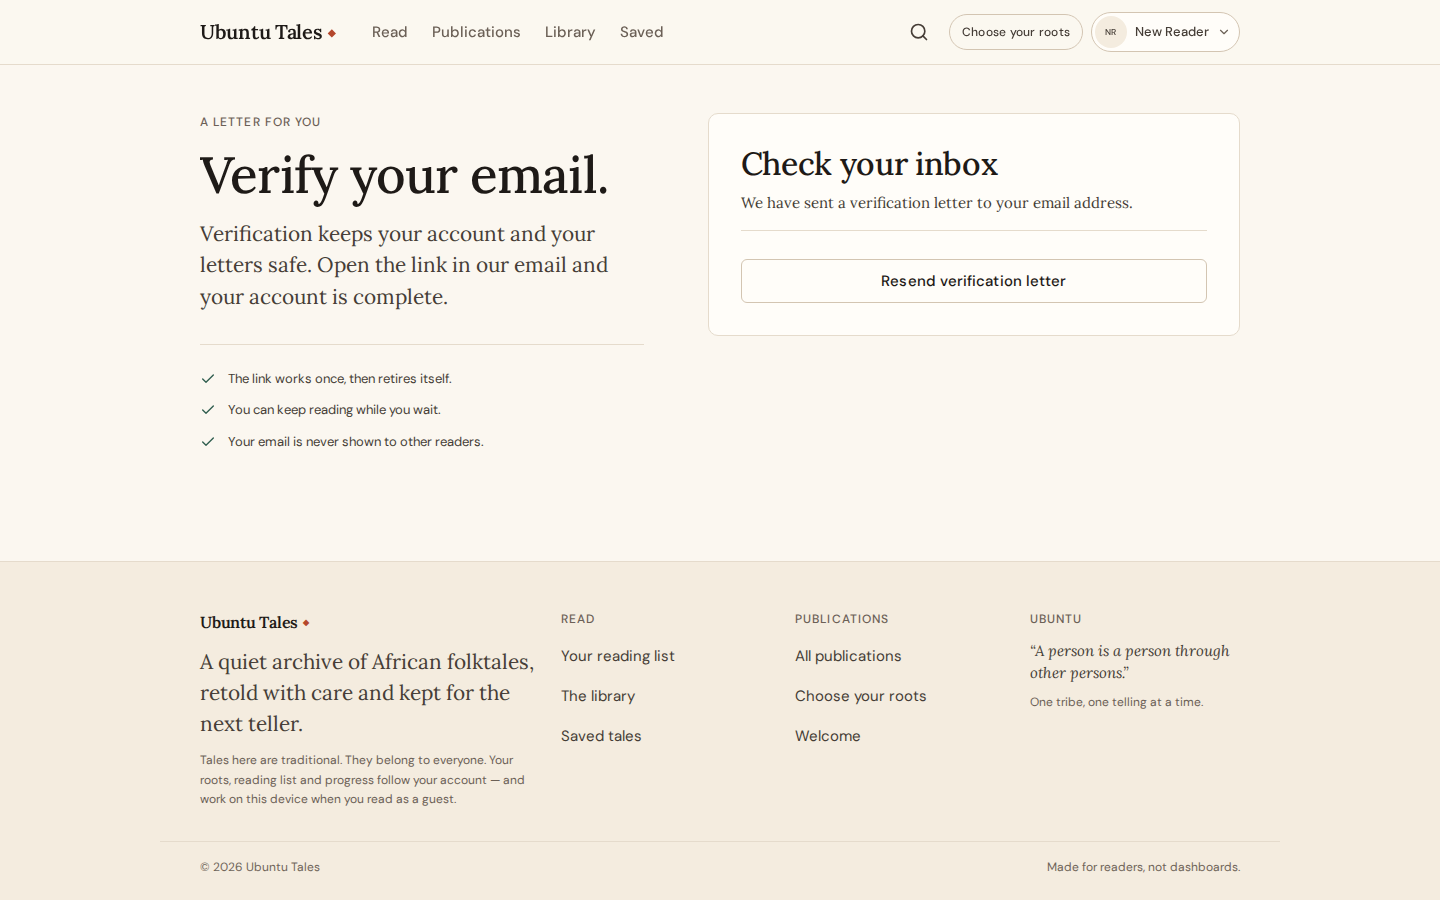 Ubuntu Tales
Read
Publications
Library
Saved
Choose your roots
NR
New Reader
A LETTER FOR YOU
Verify your email.
Verification keeps your account and your
letters safe. Open the link in our email and
your account is complete.
The link works once, then retires itself.
You can keep reading while you wait.
Your email is never shown to other readers.
Check your inbox
We have sent a verification letter to your email address.
Resend verification letter
Ubuntu Tales
A quiet archive of African folktales,
retold with care and kept for the
next teller.
Tales here are traditional. They belong to everyone. Your
roots, reading list and progress follow your account — and
work on this device when you read as a guest.
READ
Your reading list
The library
Saved tales
PUBLICATIONS
All publications
Choose your roots
Welcome
UBUNTU
“A person is a person through
other persons.”
One tribe, one telling at a time.
© 2026 Ubuntu Tales
Made for readers, not dashboards.